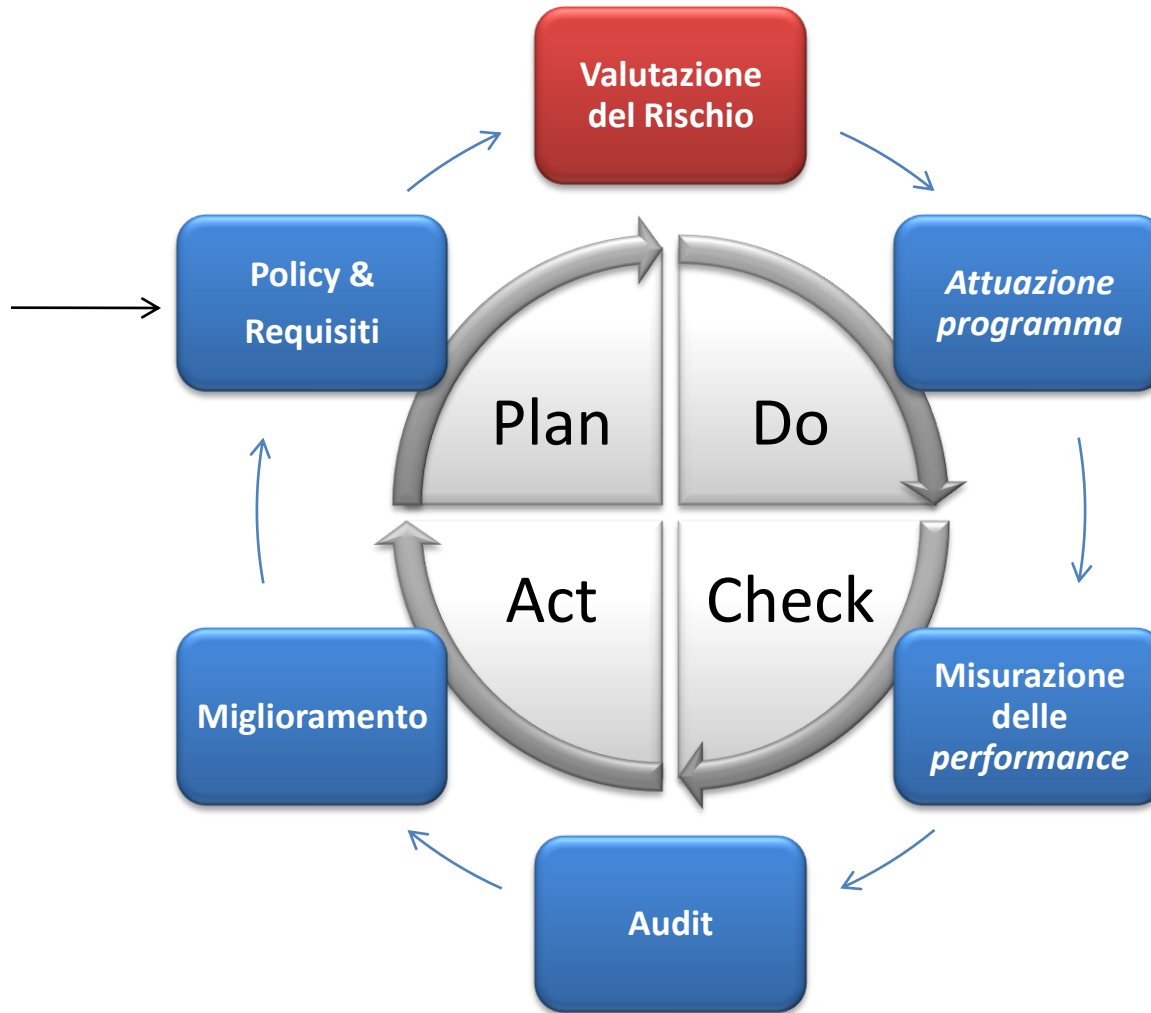 Valutazione
del Rischio
Policy &
Requisiti
Attuazione
programma
Plan
Do
Act
Check
Miglioramento
Misurazione
delle
performance
Audit